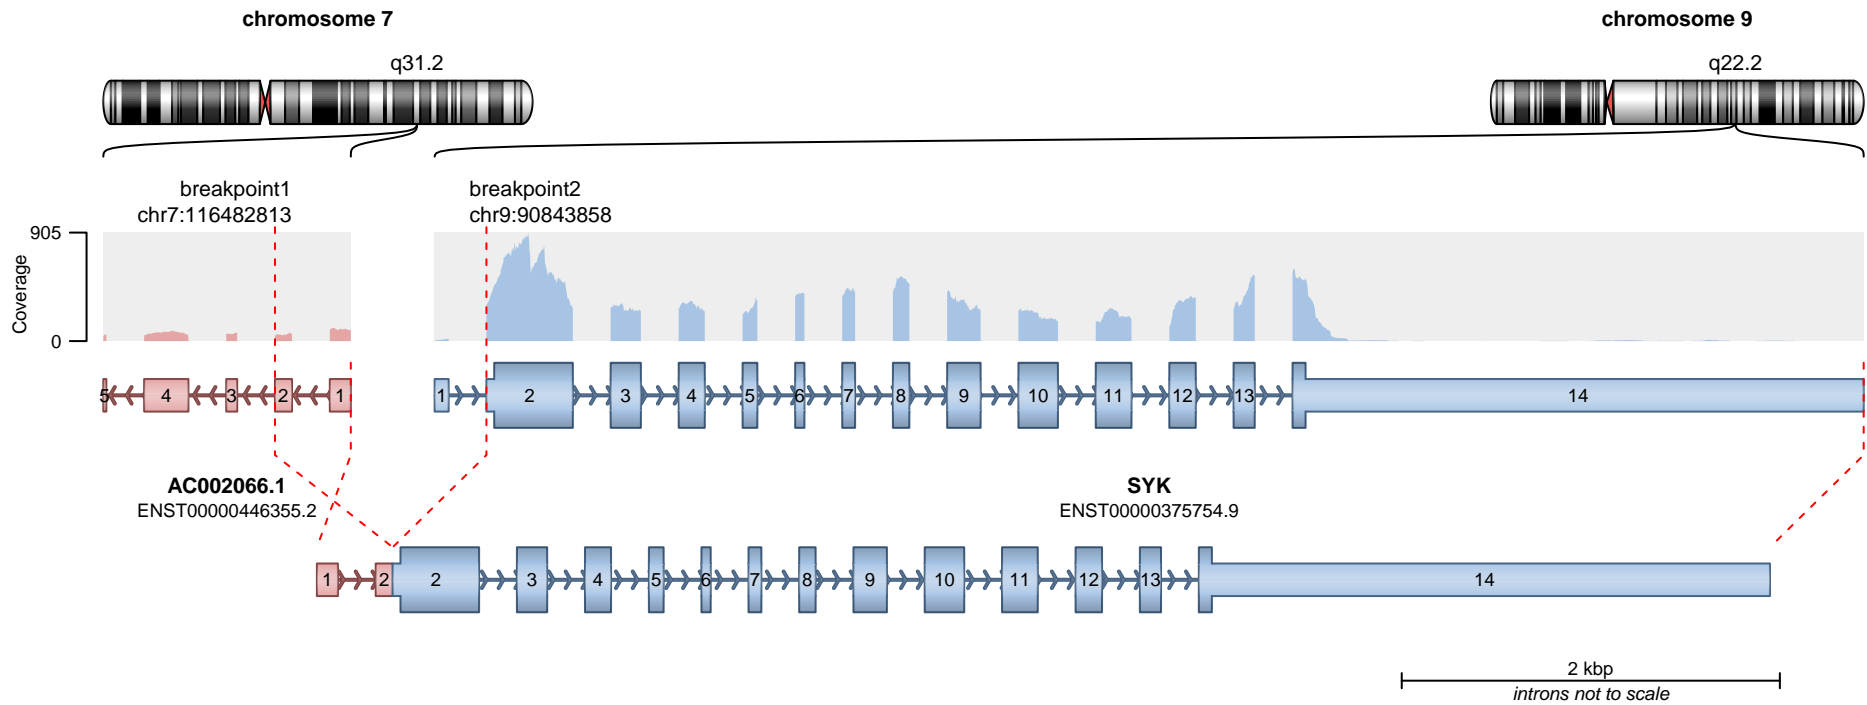 chromosome 7
chromosome 9
q31.2
q22.2
breakpoint1
chr7:116482813
breakpoint2
chr9:90843858
905
0
Coverage
5 4 3 2 1
1 2 3 4 5 6 7 8 9 10 11 12 13 14
AC002066.1
ENST00000446355.2
SYK
ENST00000375754.9
1 2 2 3 4 5 6 7 8 9 10 11 12 13 14
2 kbp
introns not to scale